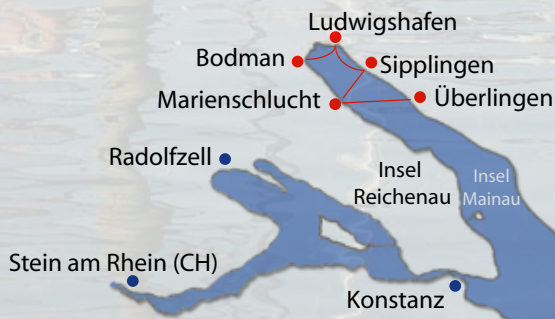 Ludwigshafen
Bodman
Sipplingen
Marienschlucht
Überlingen
Radolfzell
Insel
Reichenau
Insel
Mainau
Stein am Rhein (CH)
Konstanz